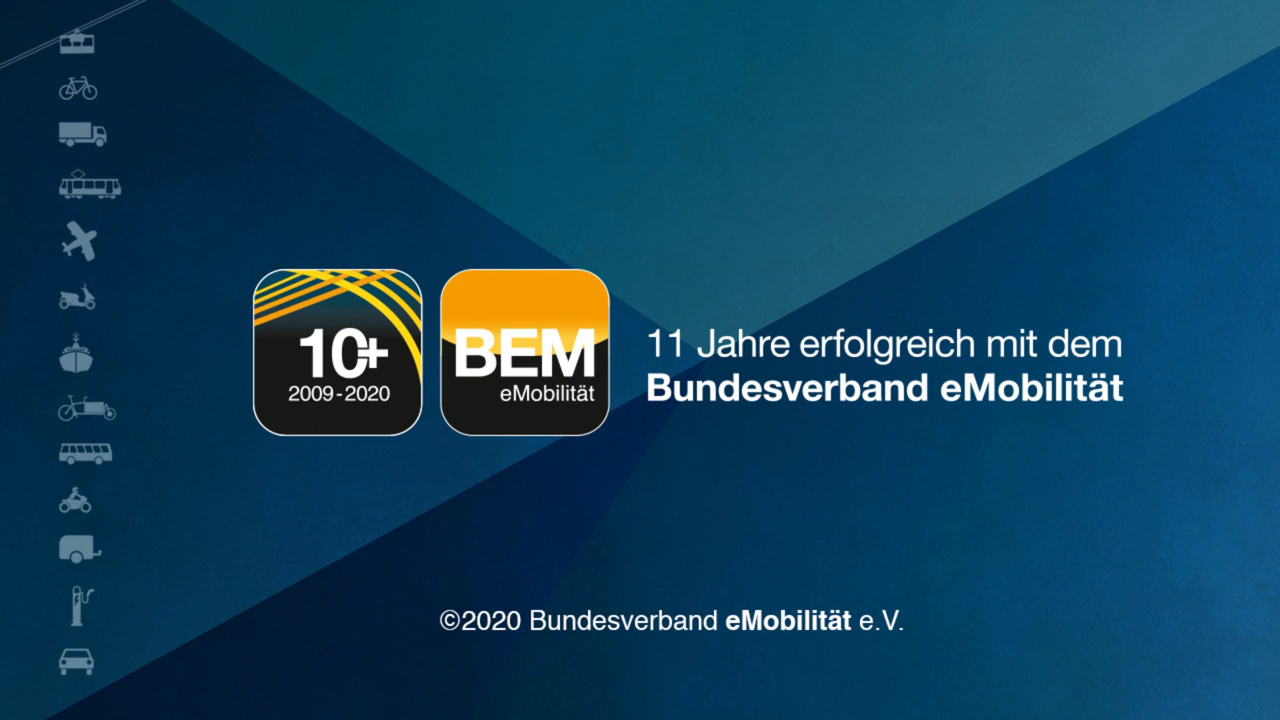 10+
2009-2020
BEM
eMobilität
11 Jahre erfolgreich mit dem
Bundesverband eMobilität
©2020 Bundesverband eMobilität e.V.